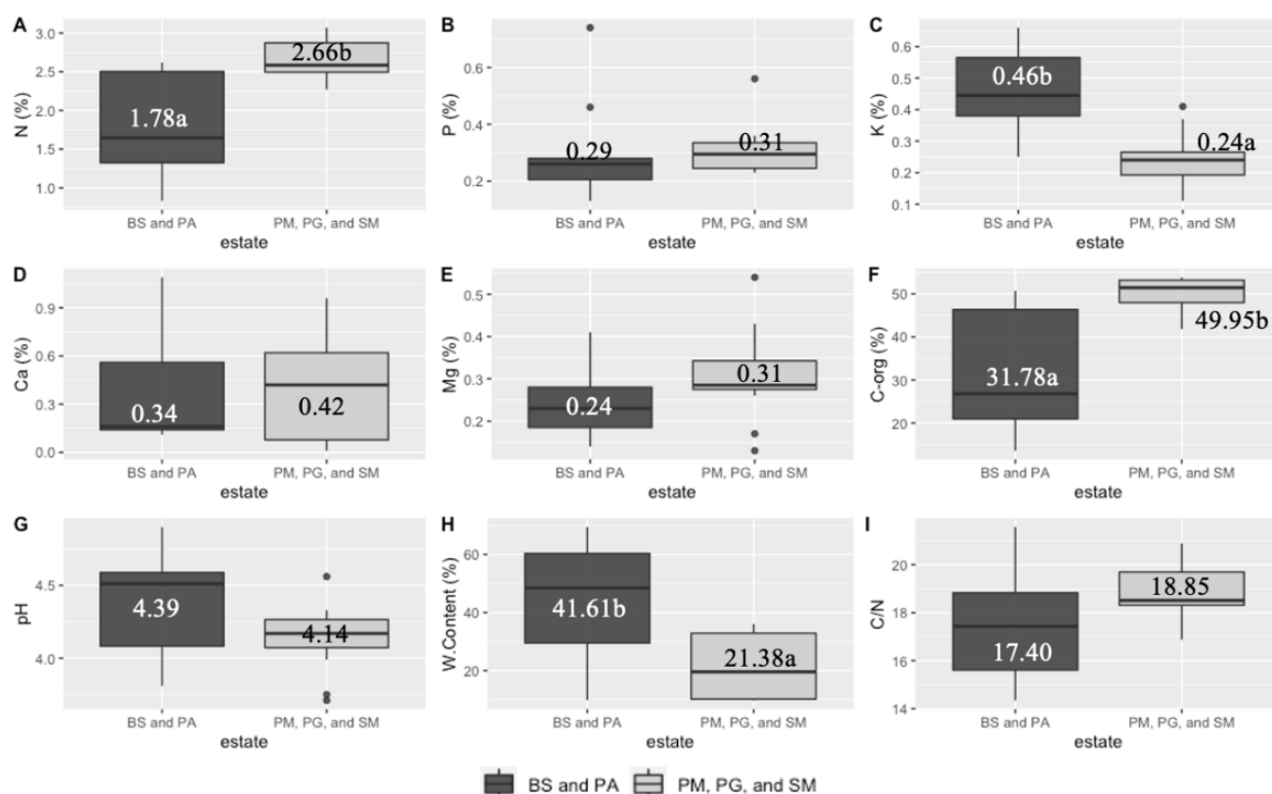 A
N (%)
3.0
2.5
2.0
1.5
1.0
1.78a
2.66b
BS and PA
PM, PG, and SM
estate
B
P (%)
0.6
0.4
0.2
0.29
0.31
BS and PA
PM, PG, and SM
estate
C
K (%)
0.6
0.5
0.4
0.3
0.2
0.1
0.46b
0.24a
BS and PA
PM, PG, and SM
estate
D
Ca (%)
0.9
0.6
0.3
0.0
0.34
0.42
BS and PA
PM, PG, and SM
estate
E
Mg (%)
0.5
0.4
0.3
0.2
0.24
0.31
BS and PA
PM, PG, and SM
estate
F
C-org (%)
50
40
30
20
31.78a
49.95b
BS and PA
PM, PG, and SM
estate
G
pH
4.5
4.0
4.39
4.14
BS and PA
PM, PG, and SM
estate
H
W.Content (%)
60
40
20
41.61b
21.38a
BS and PA
PM, PG, and SM
estate
I
C/N
20
18
16
14
17.40
18.85
BS and PA
PM, PG, and SM
estate
BS and PA
PM, PG, and SM